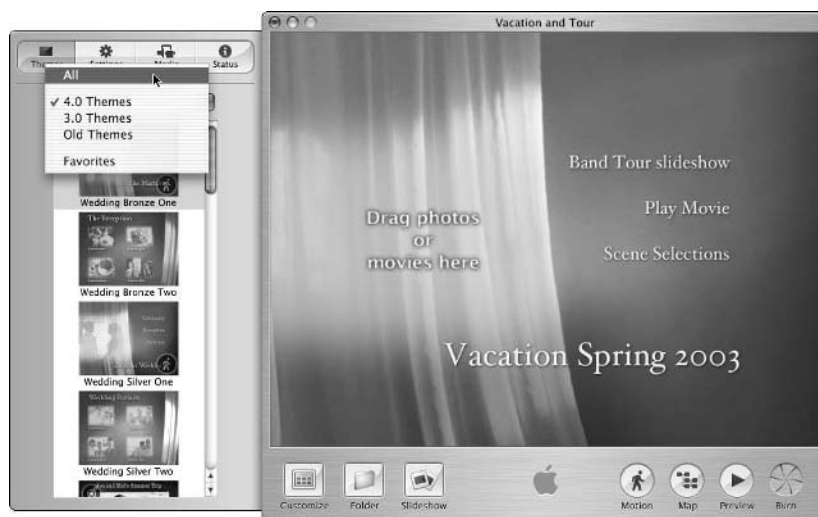 Vacation and Tour
Themes Settings Media Status
All
✓ 4.0 Themes
3.0 Themes
Old Themes
Favorites
Wedding Bronze One
The Reception
Wedding Bronze Two
Wedding Silver One
Wedding Silver Two
Drag photos
or
movies here
Band Tour slideshow
Play Movie
Scene Selections
Vacation Spring 2003
Customize Folder Slideshow Motion Map Preview Burn